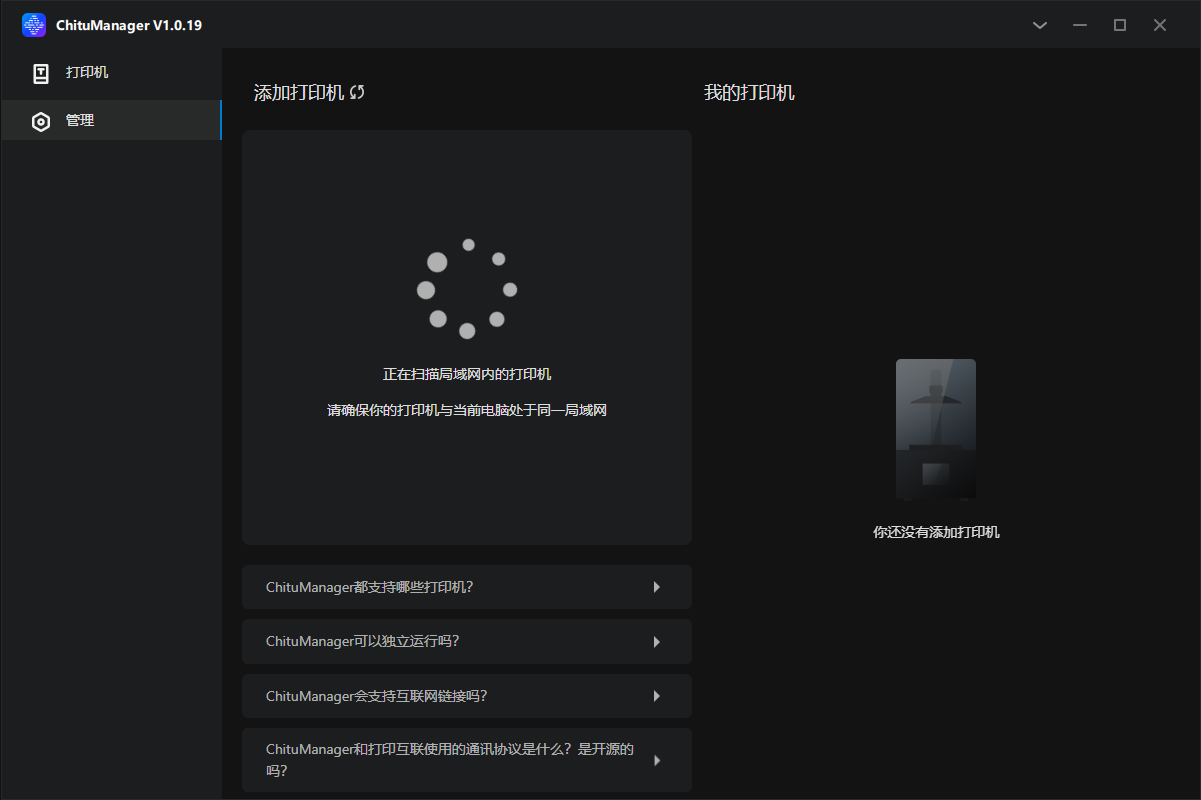 ChituManager V1.0.19
打印机
管理
添加打印机
我的打印机
正在扫描局域网内的打印机
请确保你的打印机与当前电脑处于同一局域网
你还没有添加打印机
ChituManager都支持哪些打印机?
ChituManager可以独立运行吗?
ChituManager会支持互联网链接吗?
ChituManager和打印互联使用的通讯协议是什么？是开源的
吗?